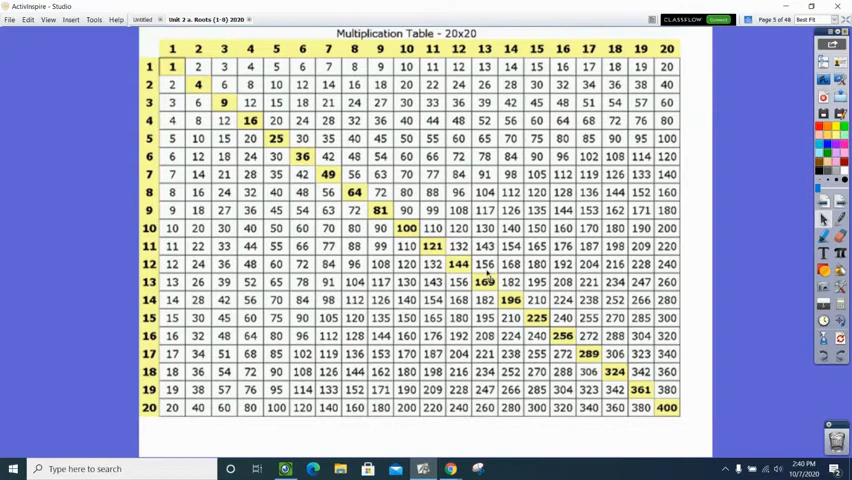 ActivInspire - Studio
File Edit View Insert Tools Help Untitled Unit 2 a. Roots (1-8) 2020 CLASSFLOW Connect Page 5 of 48 Best Fit
Multiplication Table - 20x20
1 2 3 4 5 6 7 8 9 10 11 12 13 14 15 16 17 18 19 20
1 1 2 3 4 5 6 7 8 9 10 11 12 13 14 15 16 17 18 19 20
2 2 4 6 8 10 12 14 16 18 20 22 24 26 28 30 32 34 36 38 40
3 3 6 9 12 15 18 21 24 27 30 33 36 39 42 45 48 51 54 57 60
4 4 8 12 16 20 24 28 32 36 40 44 48 52 56 60 64 68 72 76 80
5 5 10 15 20 25 30 35 40 45 50 55 60 65 70 75 80 85 90 95 100
6 6 12 18 24 30 36 42 48 54 60 66 72 78 84 90 96 102 108 114 120
7 7 14 21 28 35 42 49 56 63 70 77 84 91 98 105 112 119 126 133 140
8 8 16 24 32 40 48 56 64 72 80 88 96 104 112 120 128 136 144 152 160
9 9 18 27 36 45 54 63 72 81 90 99 108 117 126 135 144 153 162 171 180
10 10 20 30 40 50 60 70 80 90 100 110 120 130 140 150 160 170 180 190 200
11 11 22 33 44 55 66 77 88 99 110 121 132 143 154 165 176 187 198 209 220
12 12 24 36 48 60 72 84 96 108 120 132 144 156 168 180 192 204 216 228 240
13 13 26 39 52 65 78 91 104 117 130 143 156 169 182 195 208 221 234 247 260
14 14 28 42 56 70 84 98 112 126 140 154 168 182 196 210 224 238 252 266 280
15 15 30 45 60 75 90 105 120 135 150 165 180 195 210 225 240 255 270 285 300
16 16 32 48 64 80 96 112 128 144 160 176 192 208 224 240 256 272 288 304 320
17 17 34 51 68 85 102 119 136 153 170 187 204 221 238 255 272 289 306 323 340
18 18 36 54 72 90 108 126 144 162 180 198 216 234 252 270 288 306 324 342 360
19 19 38 57 76 95 114 133 152 171 190 209 228 247 266 285 304 323 342 361 380
20 20 40 60 80 100 120 140 160 180 200 220 240 260 280 300 320 340 360 380 400
Type here to search
2:40 PM
10/7/2020